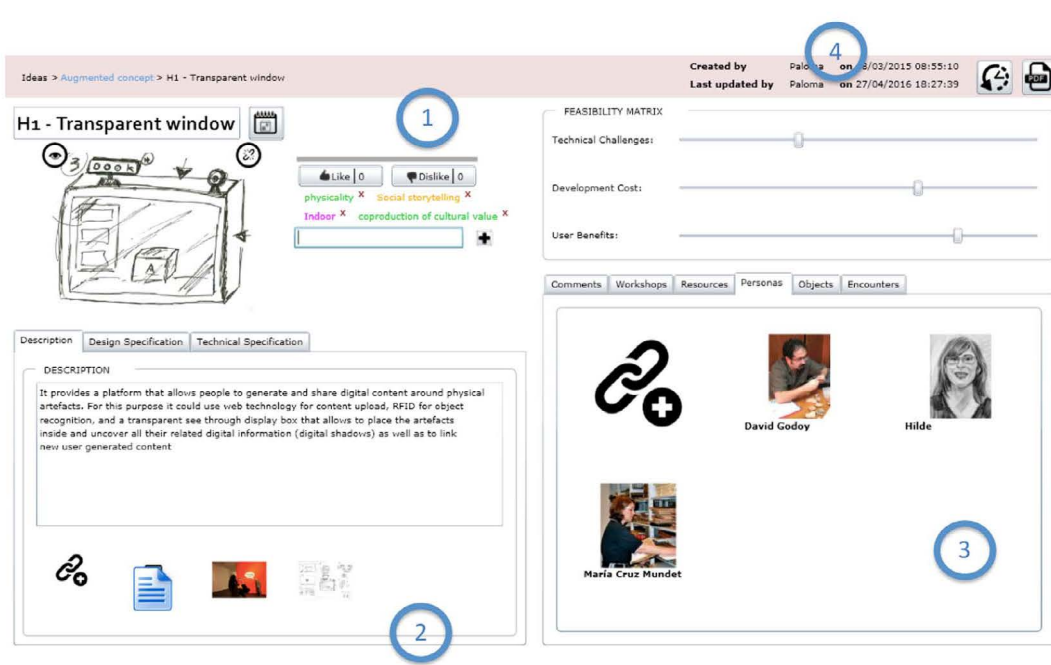 4
Ideas > Augmented concept > H1 - Transparent window
Created by Paloma on 18/03/2015 08:55:10
Last updated by Paloma on 27/04/2016 18:27:39
PDF
H1 - Transparent window
1
3) 4
A
Like 0 Dislike 0
physicality x Social storytelling x
Indoor x coproduction of cultural value x
FEASIBILITY MATRIX
Technical Challenges:
Development Cost:
User Benefits:
Description Design Specification Technical Specification
DESCRIPTION
It provides a platform that allows people to generate and share digital content around physical
artefacts. For this purpose it could use web technology for content upload, RFID for object
recognition, and a transparent see through display box that allows to place the artefacts
inside and uncover all their related digital information (digital shadows) as well as to link
new user generated content
2
Comments Workshops Resources Personas Objects Encounters
David Godoy
Hilde
María Cruz Mundet
3